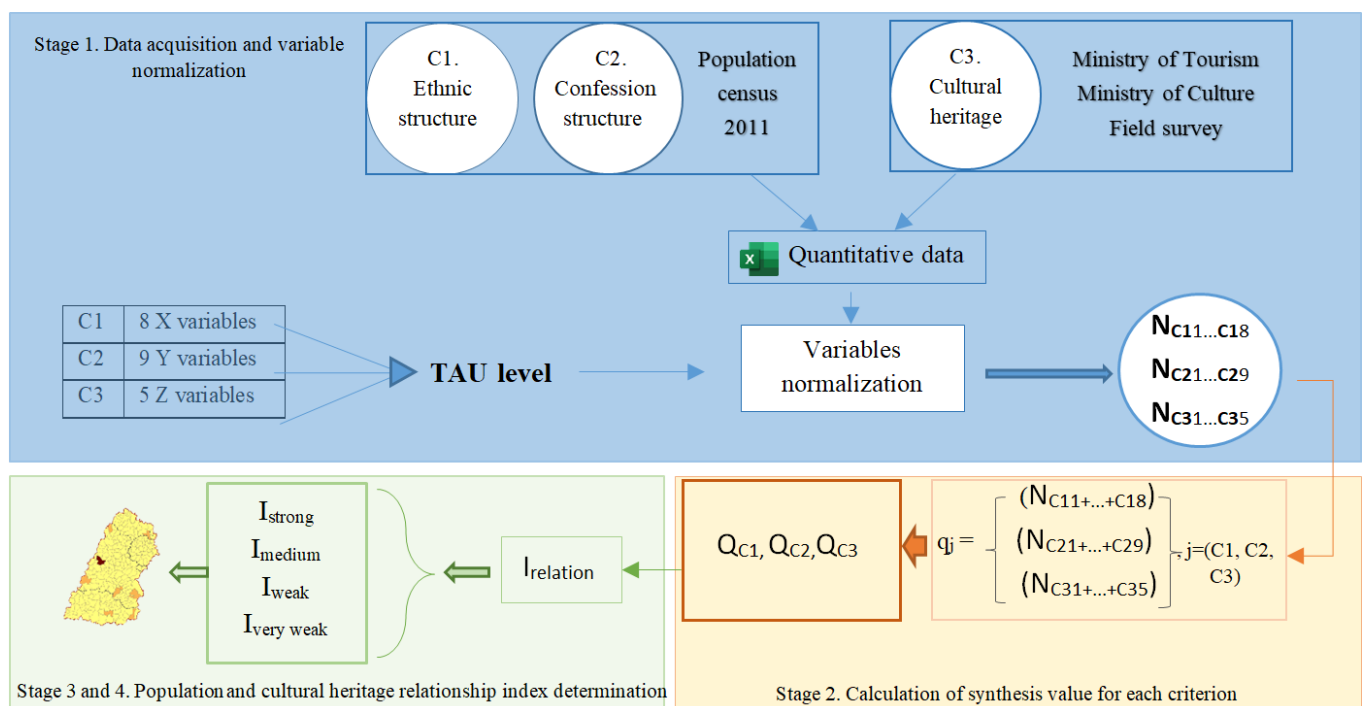 Stage 1. Data acquisition and variable
normalization
C1.
Ethnic
structure
C2.
Confession
structure
Population
census
2011
C3.
Cultural
heritage
Ministry of Tourism
Ministry of Culture
Field survey
X
Quantitative data
C1 8 X variables
C2 9 Y variables
C3 5 Z variables
TAU level
Variables
normalization
NC11...C18
NC21...C29
NC31...C35
Istrong
Imedium
Iweak
Ivery weak
Irelation
QC1, QC2,QC3
qj =
(NC11+...+C18)
(NC21+...+C29)
(NC31+...+C35)
, j=(C1, C2,
C3)
Stage 3 and 4. Population and cultural heritage relationship index determination
Stage 2. Calculation of synthesis value for each criterion